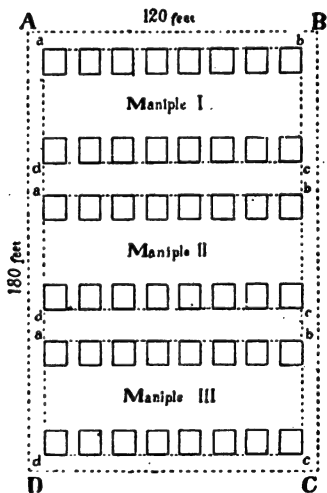 A 120 feet B
a b
Maniple I.
d c
a b
180 feet
Maniple II
d c
a b
Maniple III
d c
D C